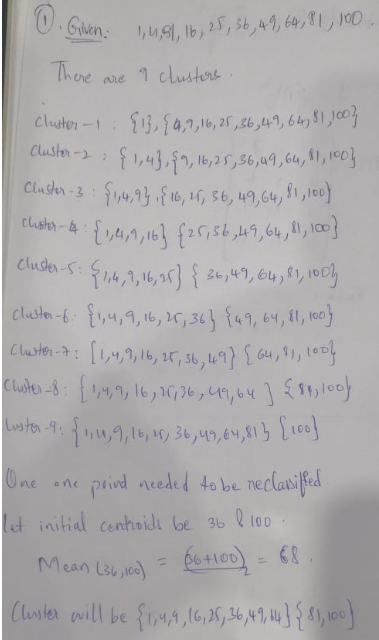 ①. Given: 1,4,9,16,25,36,49,64,81,100.
There are 9 clusters.
Cluster-1: {1}, {4,9,16,25,36,49,64,81,100}
Cluster-2: {1,4}, {9,16,25,36,49,64,81,100}
Cluster-3: {1,4,9}, {16,25,36,49,64,81,100}
Cluster-4: {1,4,9,16} {25,36,49,64,81,100}
Cluster-5: {1,4,9,16,25} {36,49,64,81,100}
Cluster-6: {1,4,9,16,25,36} {49,64,81,100}
Cluster-7: {1,4,9,16,25,36,49} {64,81,100}
Cluster-8: {1,4,9,16,25,36,49,64} {81,100}
luster-9: {1,4,9,16,25,36,49,64,81} {100}
One one point needed to be reclassified.
let initial centroids be 36 & 100.
Mean (36,100) = (36+100)/2 = 68.
Cluster will be {1,4,9,16,25,36,49,64} {81,100}